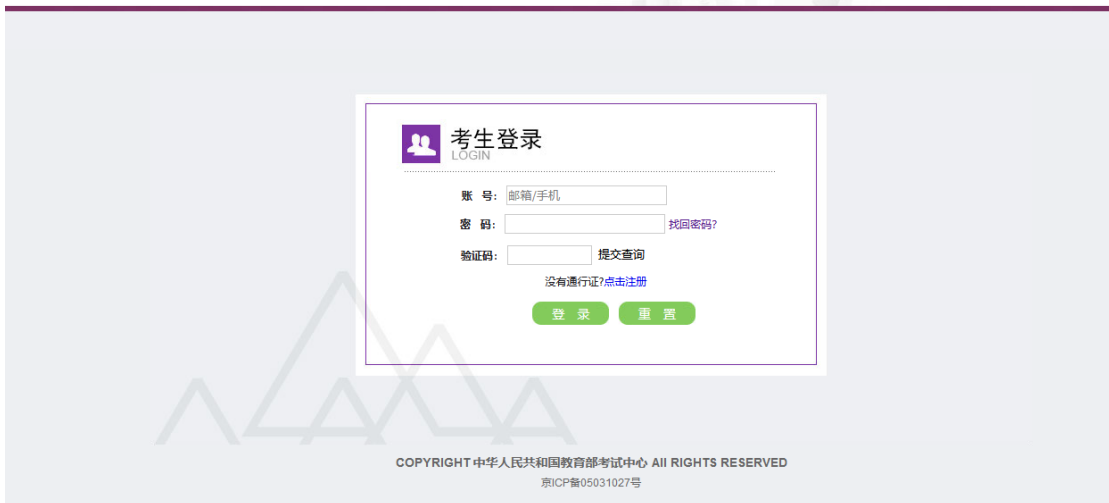 考生登录
LOGIN
账 号: 邮箱/手机
密 码: 找回密码?
验证码: 提交查询
没有通行证?点击注册
登 录 重 置
COPYRIGHT 中华人民共和国教育部考试中心 All RIGHTS RESERVED
京ICP备05031027号